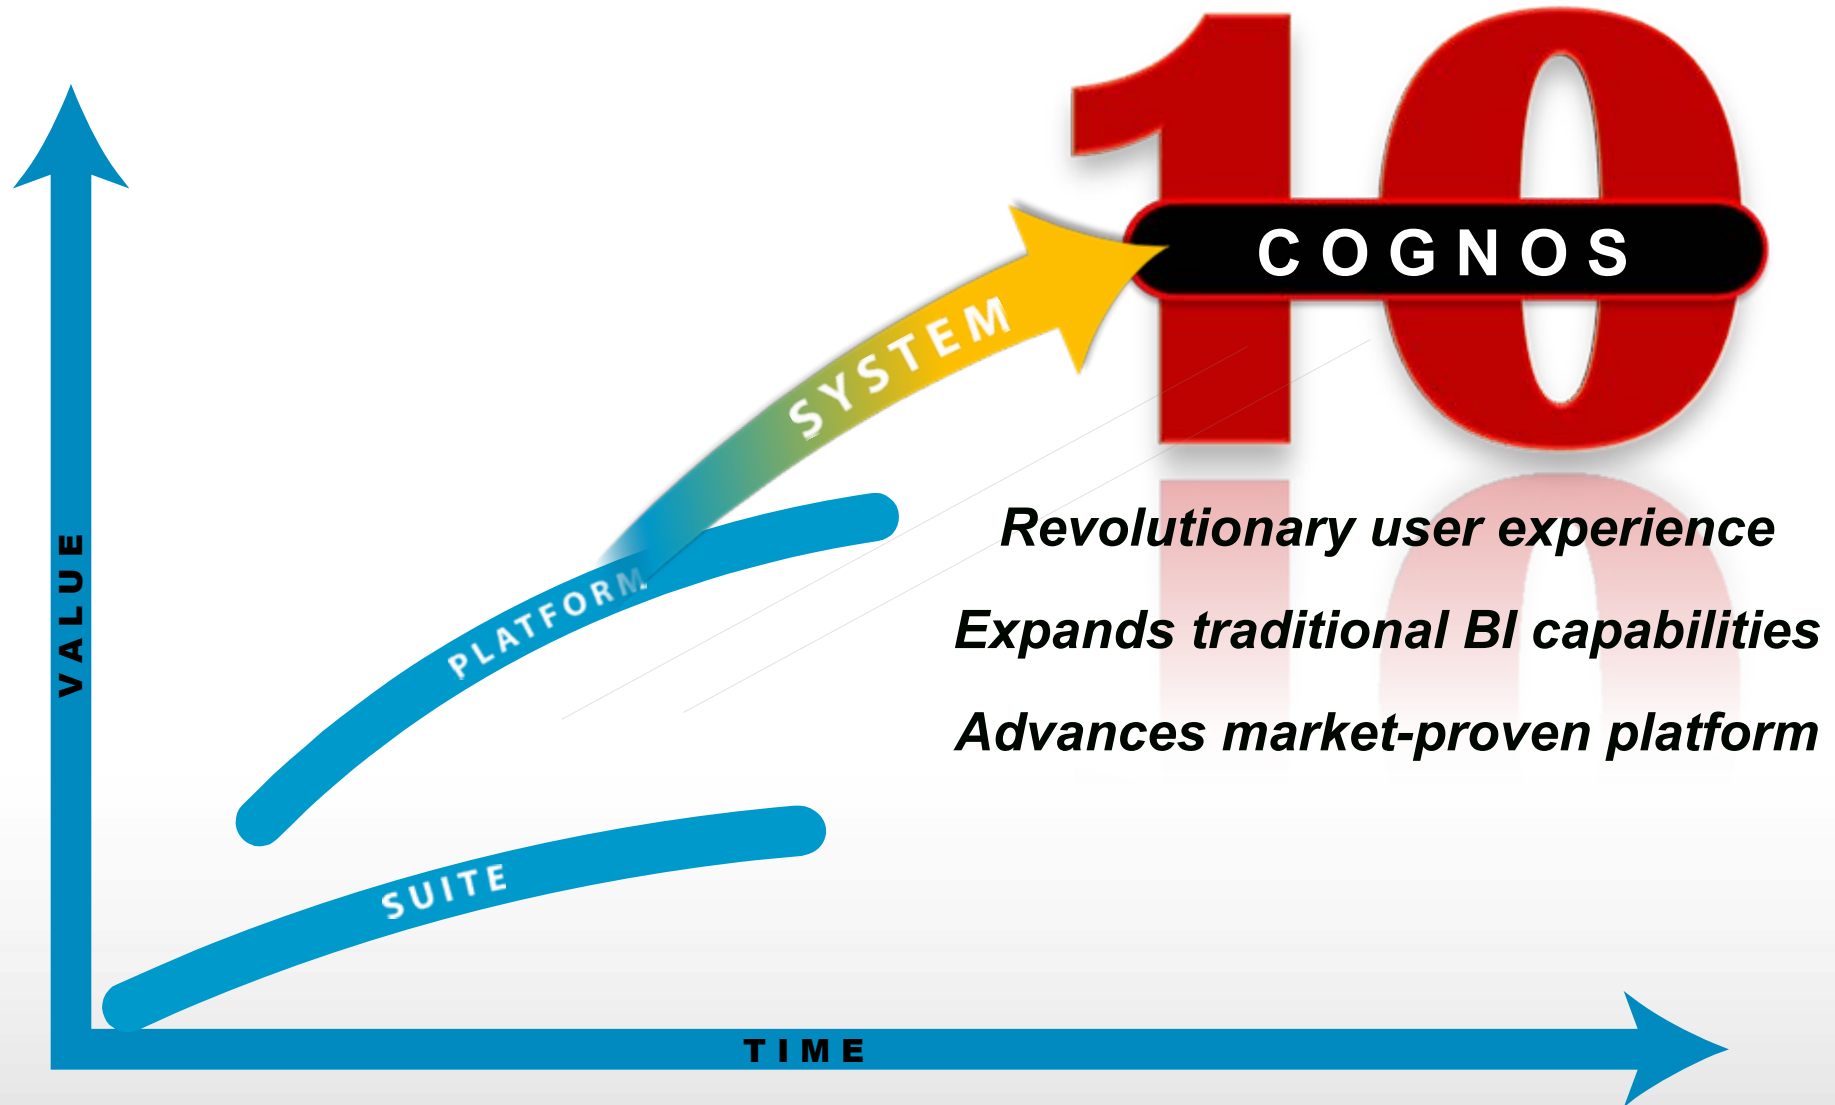 10
COGNOS
SYSTEM
Revolutionary user experience
PLATFORM
Expands traditional BI capabilities
Advances market-proven platform
VALUE
SUITE
TIME